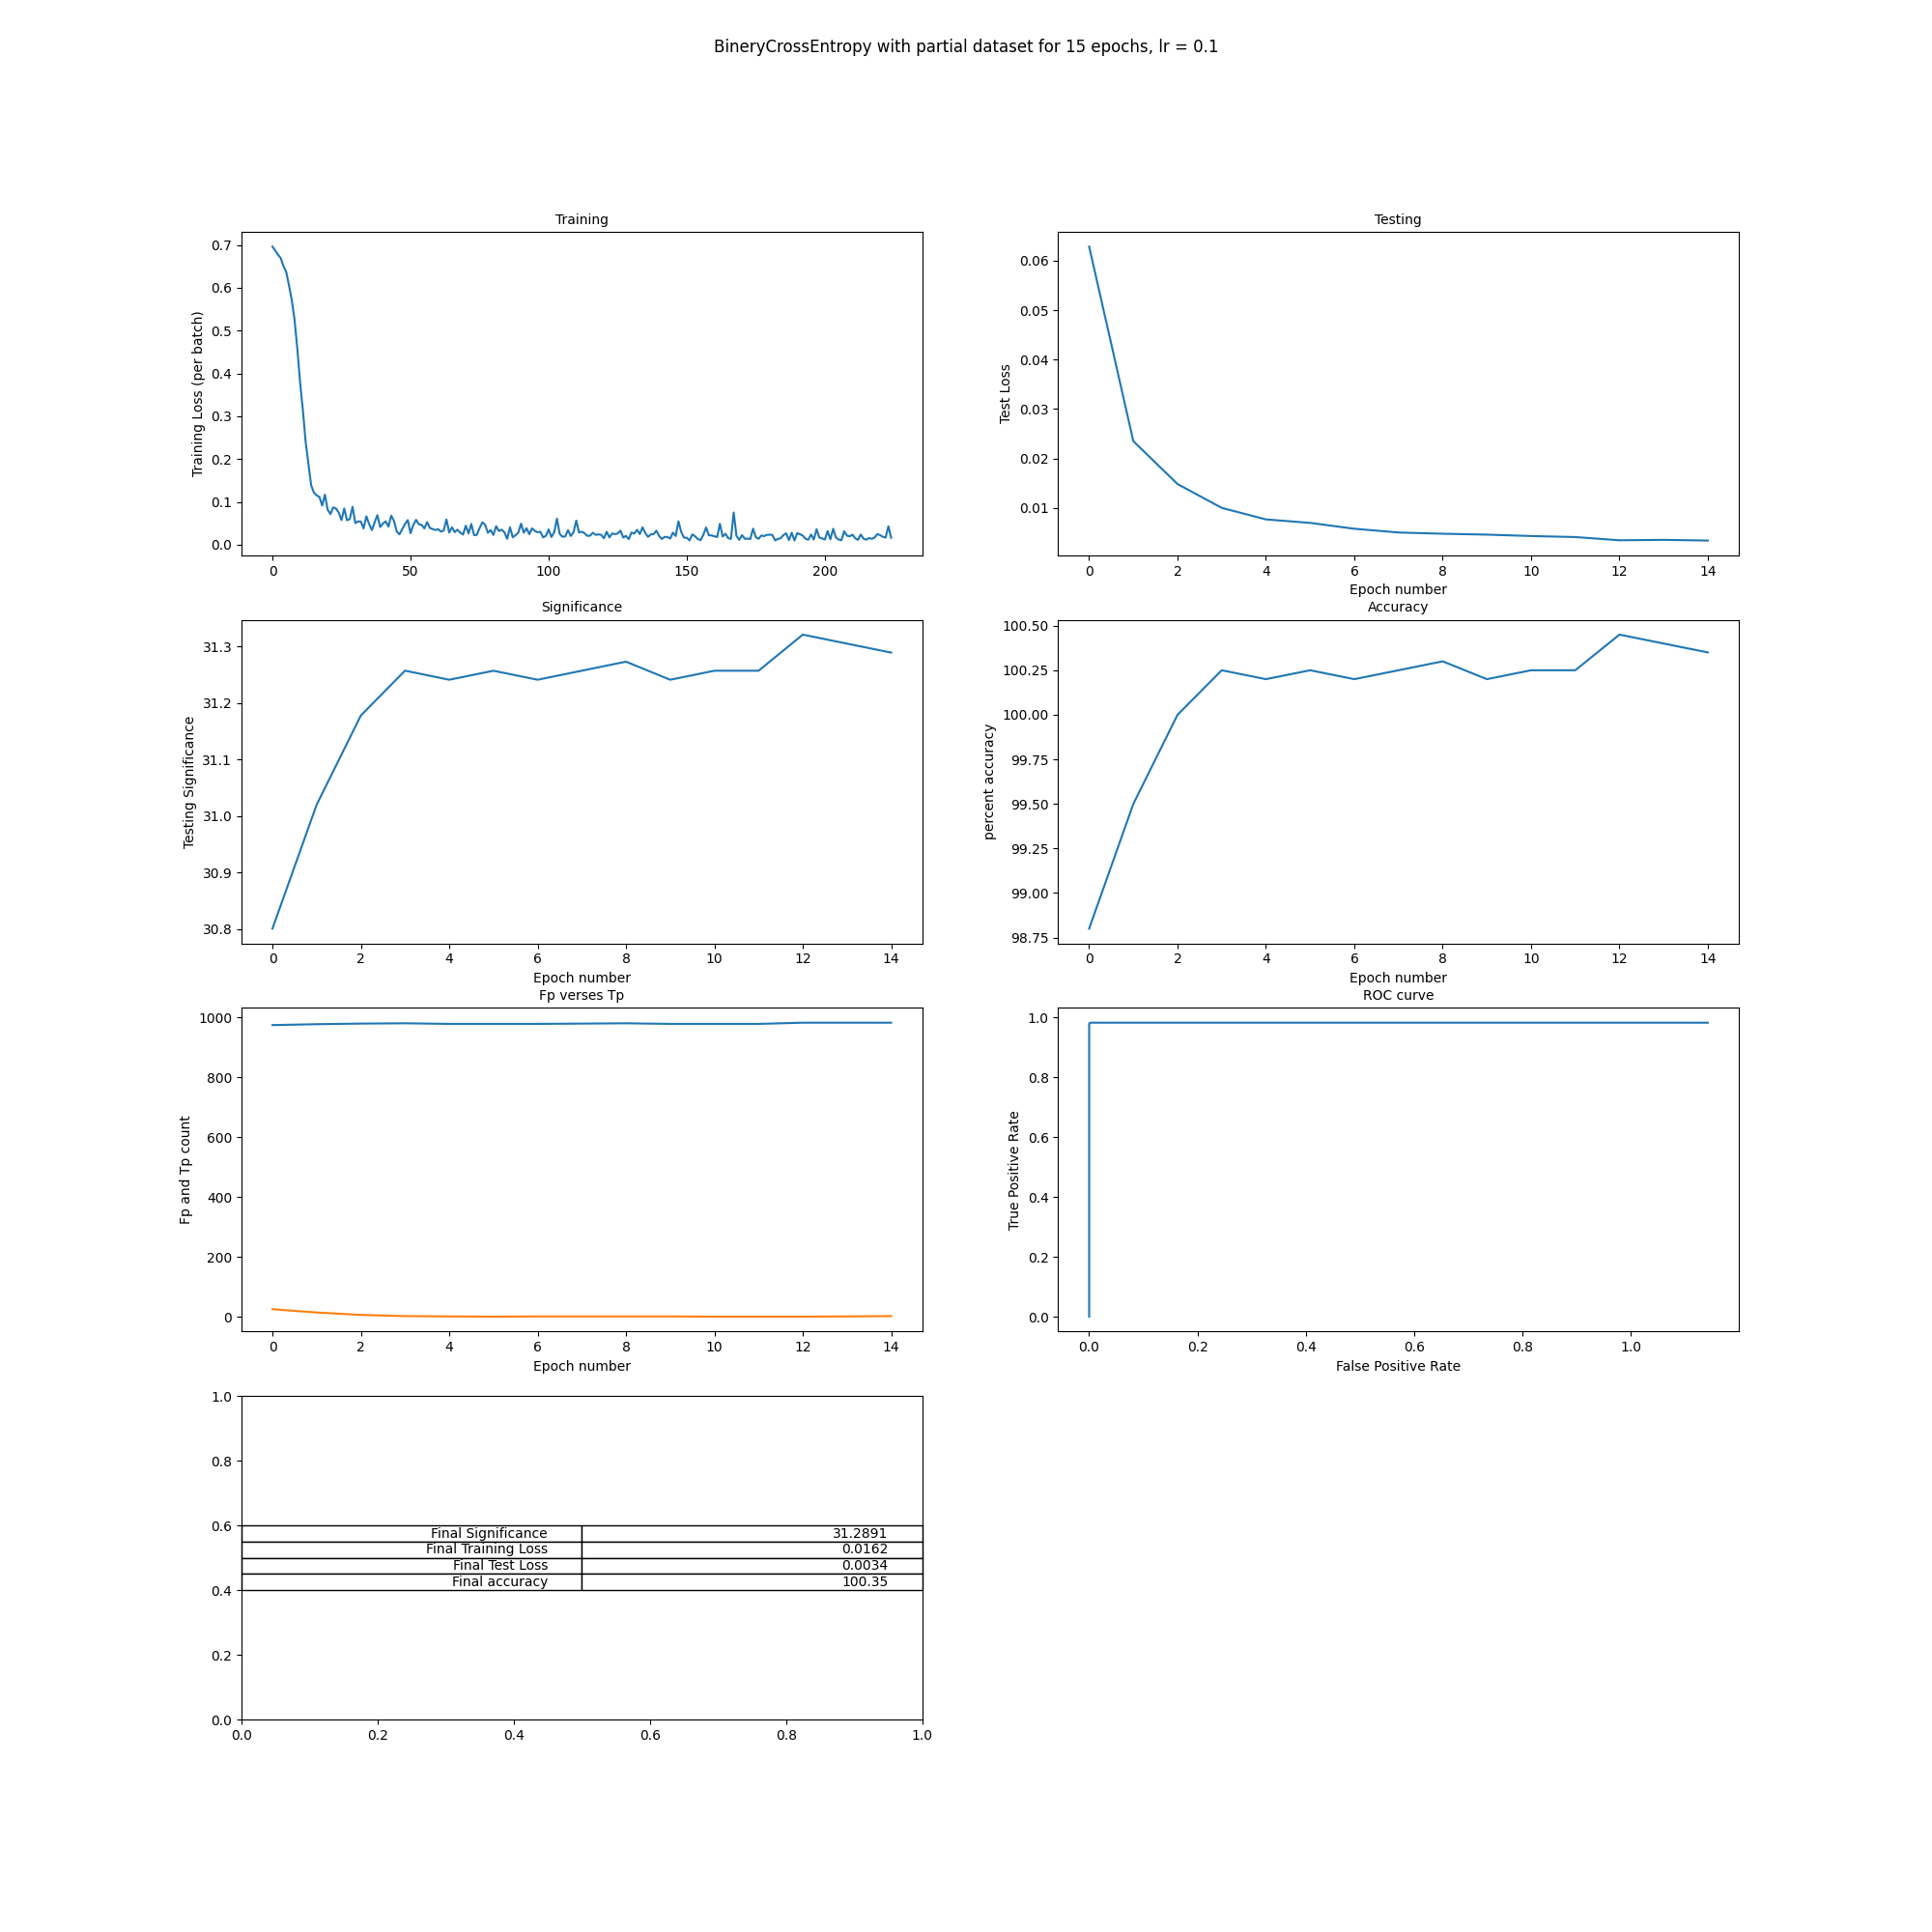 BineryCrossEntropy with partial dataset for 15 epochs, lr = 0.1
Training
Training Loss (per batch)
0.7
0.6
0.5
0.4
0.3
0.2
0.1
0.0
0 50 100 150 200
Testing
Test Loss
0.06
0.05
0.04
0.03
0.02
0.01
0 2 4 6 8 10 12 14
Epoch number
Significance
Testing Significance
31.3
31.2
31.1
31.0
30.9
30.8
0 2 4 6 8 10 12 14
Epoch number
Accuracy
percent accuracy
100.50
100.25
100.00
99.75
99.50
99.25
99.00
98.75
0 2 4 6 8 10 12 14
Epoch number
Fp verses Tp
Fp and Tp count
1000
800
600
400
200
0
0 2 4 6 8 10 12 14
Epoch number
ROC curve
True Positive Rate
1.0
0.8
0.6
0.4
0.2
0.0
0.0 0.2 0.4 0.6 0.8 1.0
False Positive Rate
1.0
0.8
0.6
0.4
0.2
0.0
Final Significance 31.2891
Final Training Loss 0.0162
Final Test Loss 0.0034
Final accuracy 100.35
0.0 0.2 0.4 0.6 0.8 1.0